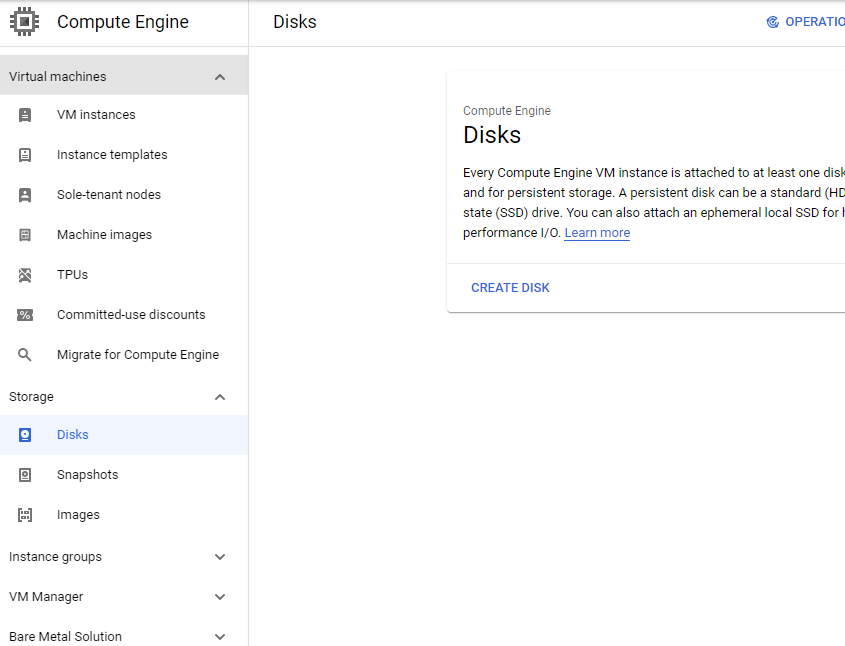 Compute Engine
Disks
OPERATIO
Virtual machines
VM instances
Instance templates
Sole-tenant nodes
Machine images
TPUs
Committed-use discounts
Migrate for Compute Engine
Storage
Disks
Snapshots
Images
Instance groups
VM Manager
Bare Metal Solution
Compute Engine
Disks
Every Compute Engine VM instance is attached to at least one disk
and for persistent storage. A persistent disk can be a standard (HD
state (SSD) drive. You can also attach an ephemeral local SSD for h
performance I/O. Learn more
CREATE DISK